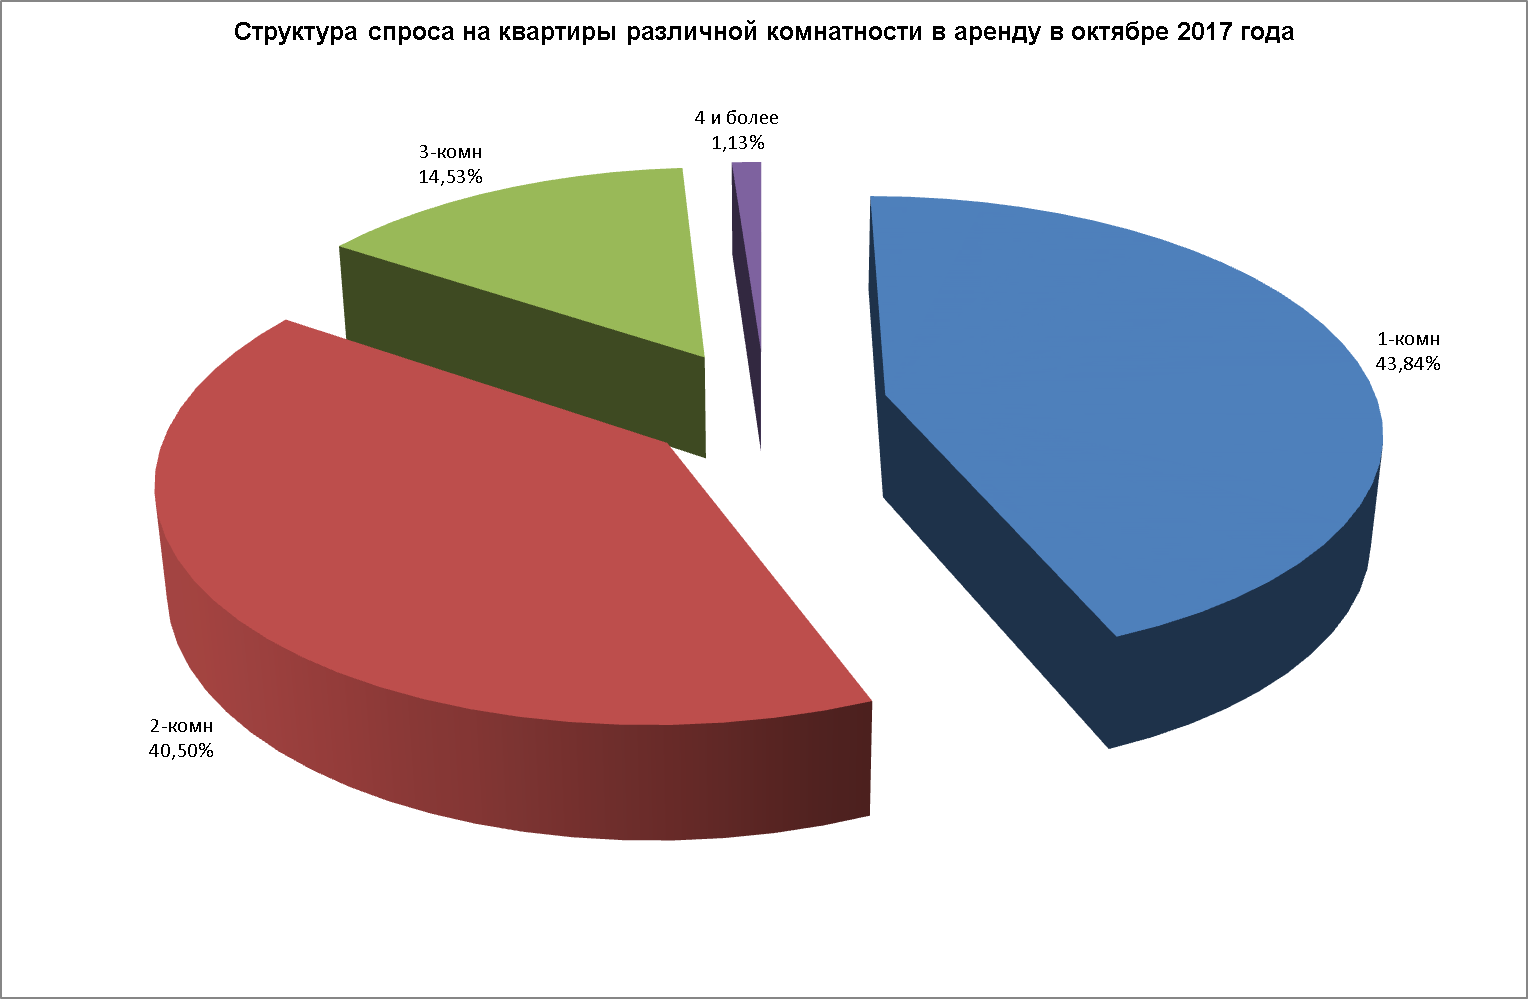 Структура спроса на квартиры различной комнатности в аренду в октябре 2017 года
4 и более
1,13%
3-комн
14,53%
1-комн
43,84%
2-комн
40,50%